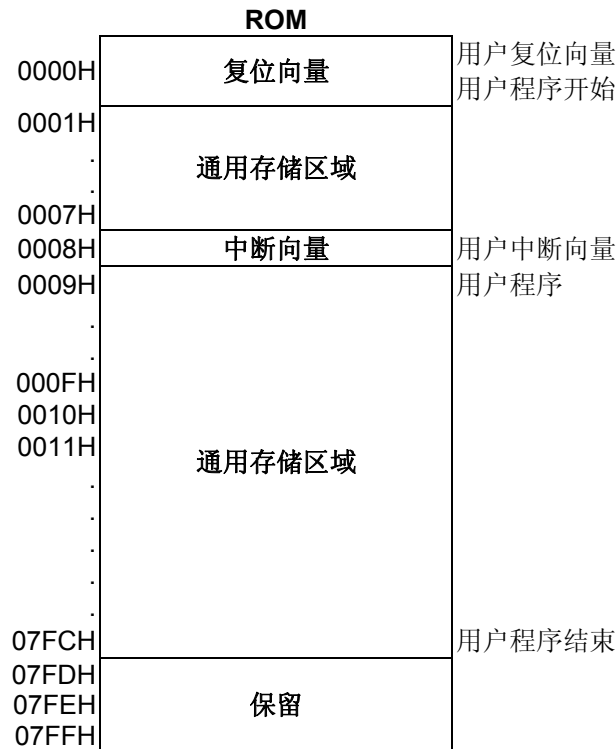 ROM
0000H 复位向量 用户复位向量
用户程序开始
0001H
.
.
通用存储区域
0007H
0008H 中断向量 用户中断向量
0009H 用户程序
.
.
000FH
0010H
0011H
通用存储区域
.
.
.
.
.
07FCH 用户程序结束
07FDH
07FEH 保留
07FFH